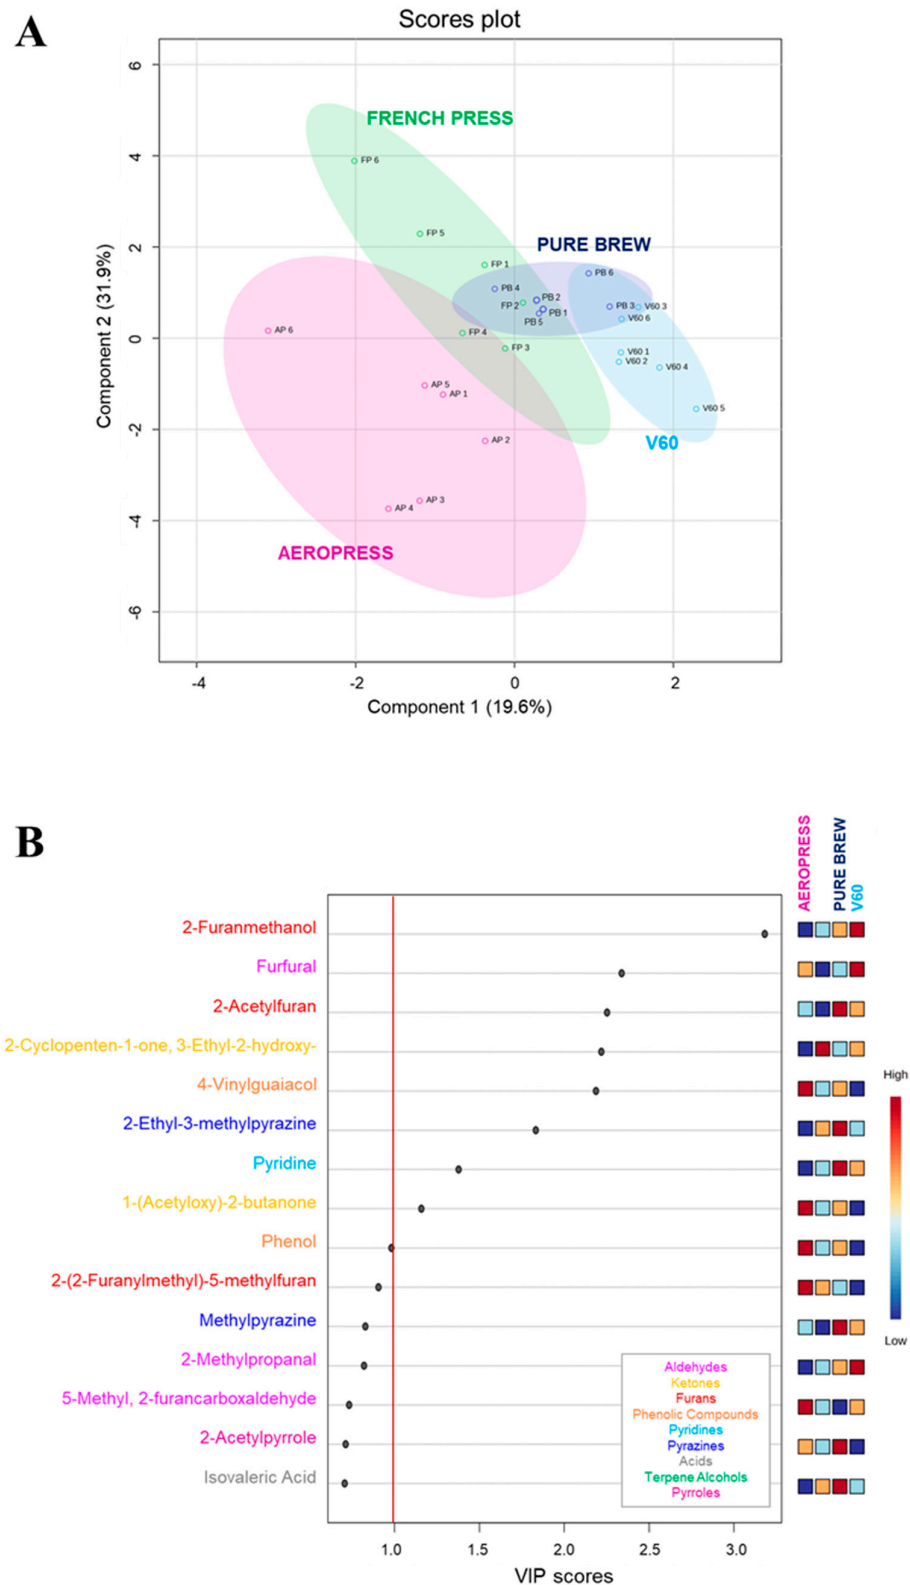 A
Scores plot
6
4
2
0
-2
-4
-6
Component 2 (31.9%)
FRENCH PRESS
FP 6
FP 5
PURE BREW
FP 1
PB 6
PB 4
PB 2
FP 2
PB 1
PB 5
PB 3
V60 3
V60 6
AP 6
FP 4
FP 3
V60 1
V60 2
V60 4
AP 5
AP 1
V60 5
AP 2
V60
AP 3
AP 4
AEROPRESS
-4
-2
0
2
Component 1 (19.6%)
B
AEROPRESS
PURE BREW
V60
2-Furanmethanol
Furfural
2-Acetylfuran
2-Cyclopenten-1-one, 3-Ethyl-2-hydroxy-
4-Vinylguaiacol
2-Ethyl-3-methylpyrazine
Pyridine
1-(Acetyloxy)-2-butanone
Phenol
2-(2-Furanylmethyl)-5-methylfuran
Methylpyrazine
2-Methylpropanal
5-Methyl, 2-furancarboxaldehyde
2-Acetylpyrrole
Isovaleric Acid
High
Low
Aldehydes
Ketones
Furans
Phenolic Compounds
Pyridines
Pyrazines
Acids
Terpene Alcohols
Pyrroles
1.0
1.5
2.0
2.5
3.0
VIP scores